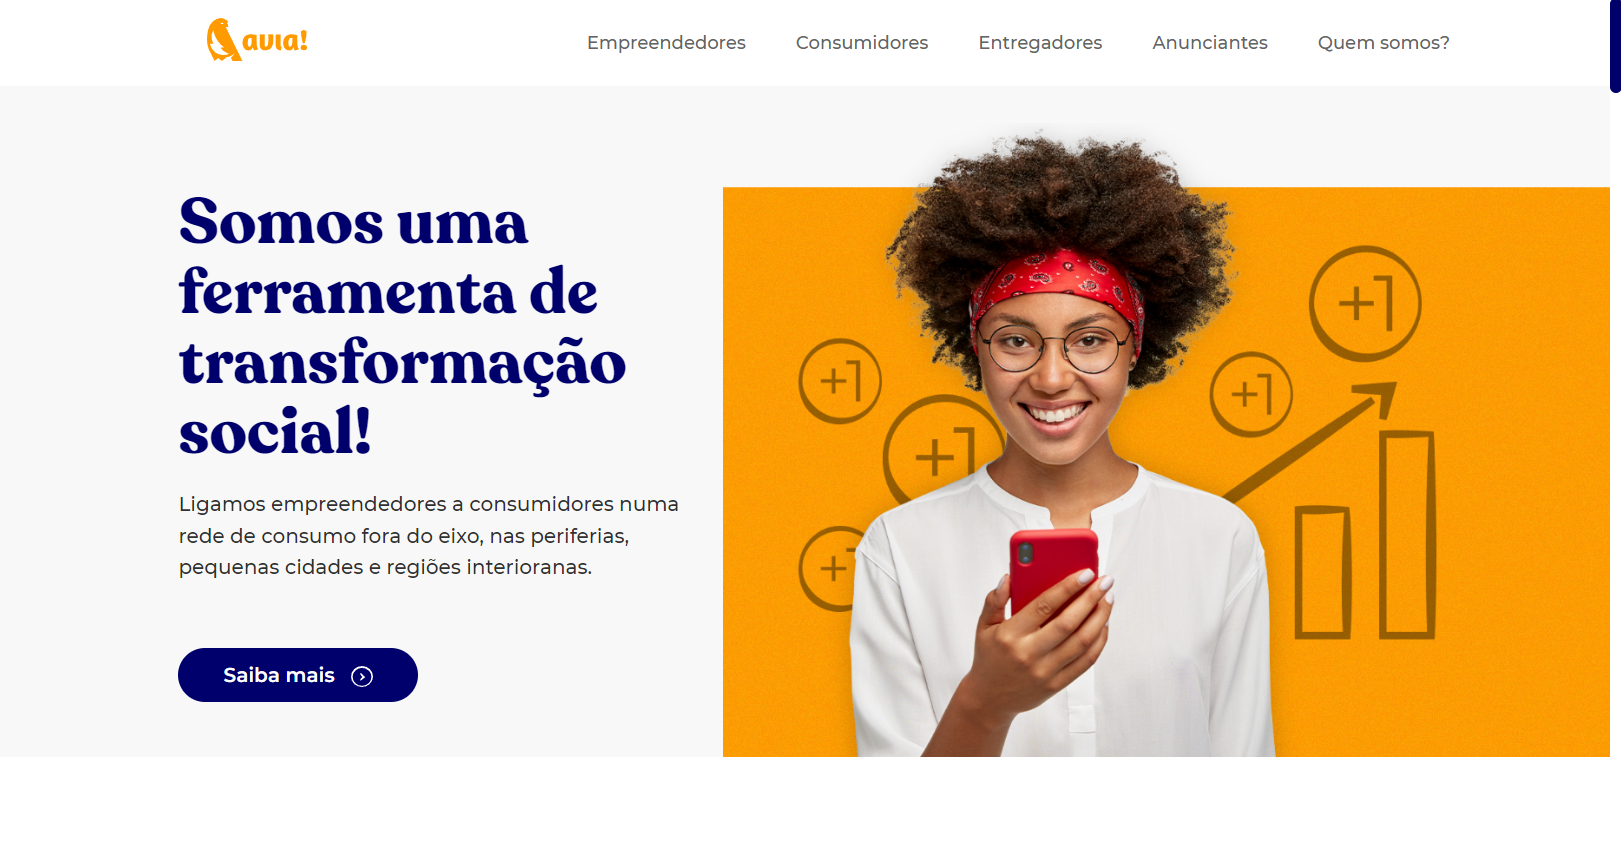 avia!
Empreendedores Consumidores Entregadores Anunciantes Quem somos?
Somos uma
ferramenta de
transformação
social!
Ligamos empreendedores a consumidores numa
rede de consumo fora do eixo, nas periferias,
pequenas cidades e regiões interioranas.
Saiba mais
+1
+1
+1
+1
+1